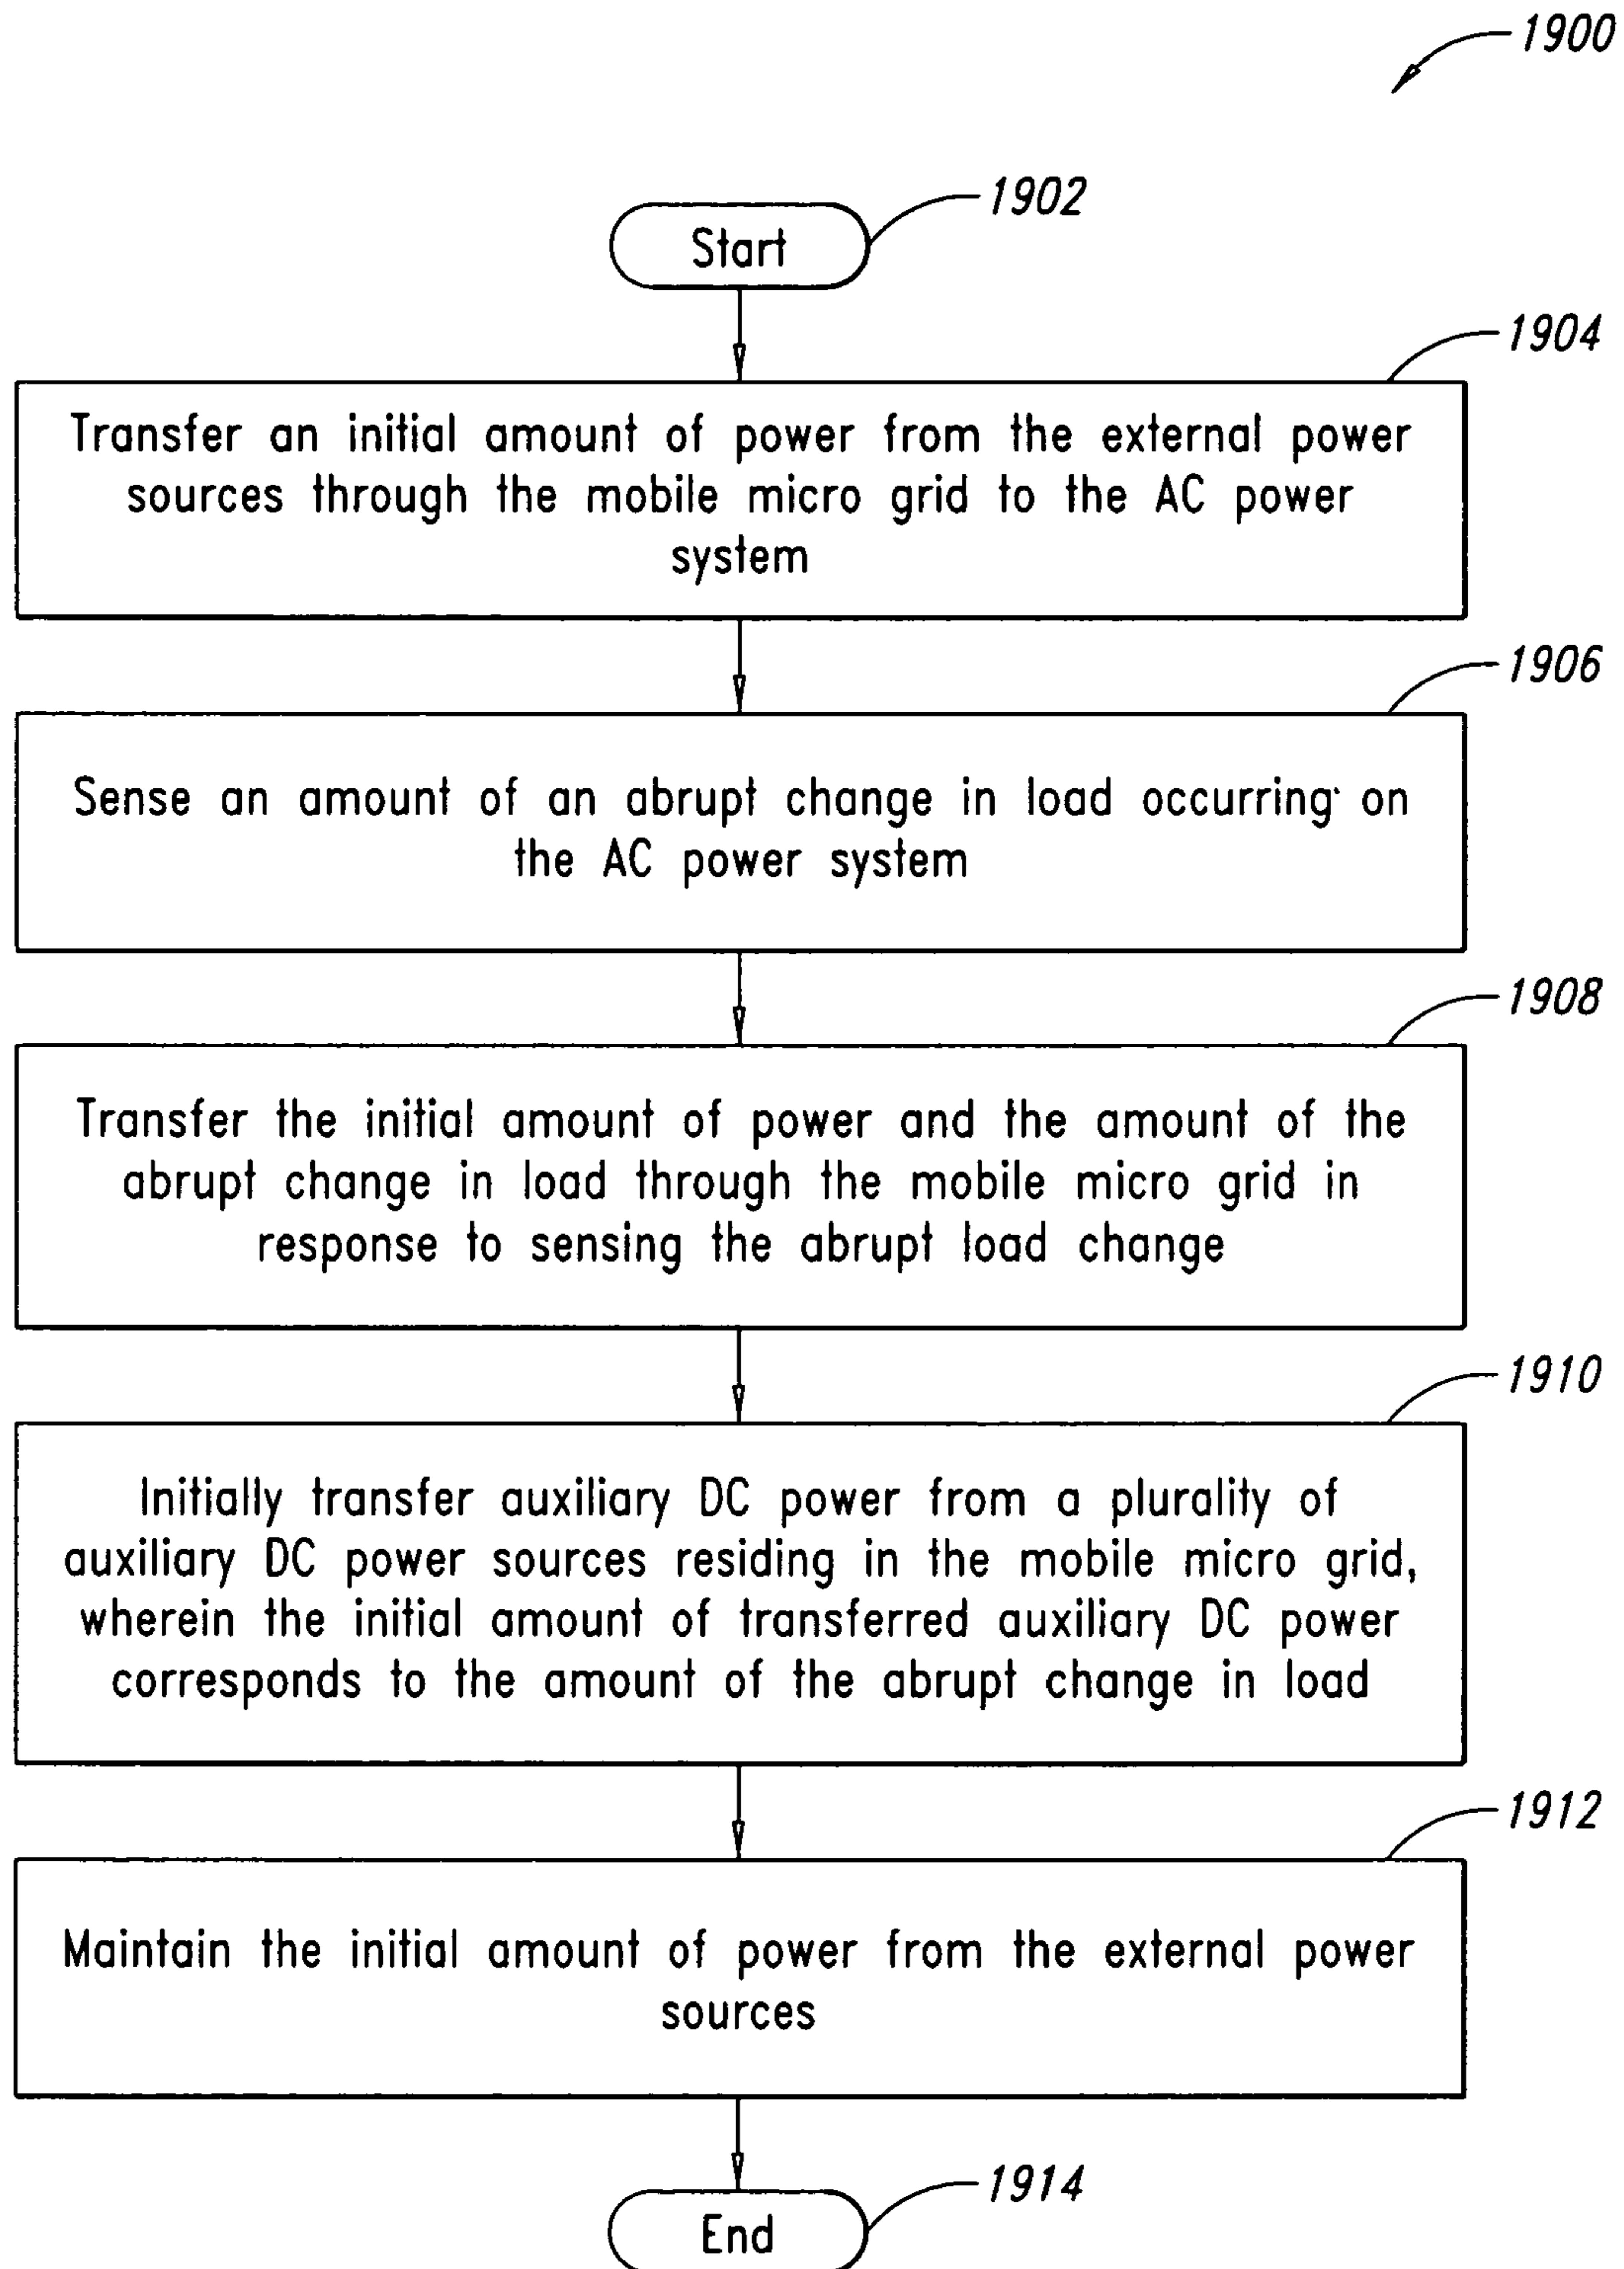 1900
1902
Start
1904
Transfer an initial amount of power from the external power
sources through the mobile micro grid to the AC power
system
1906
Sense an amount of an abrupt change in load occurring on
the AC power system
1908
Transfer the initial amount of power and the amount of the
abrupt change in load through the mobile micro grid in
response to sensing the abrupt load change
1910
Initially transfer auxiliary DC power from a plurality of
auxiliary DC power sources residing in the mobile micro grid,
wherein the initial amount of transferred auxiliary DC power
corresponds to the amount of the abrupt change in load
1912
Maintain the initial amount of power from the external power
sources
1914
End